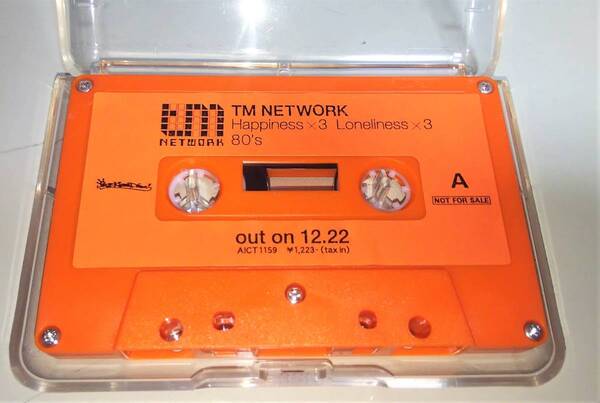 tm
NETWORK
TM NETWORK
Happiness×3 Loneliness×3
80's
A
NOT FOR SALE
out on 12.22
AICT1159 ¥1,223-(tax in)